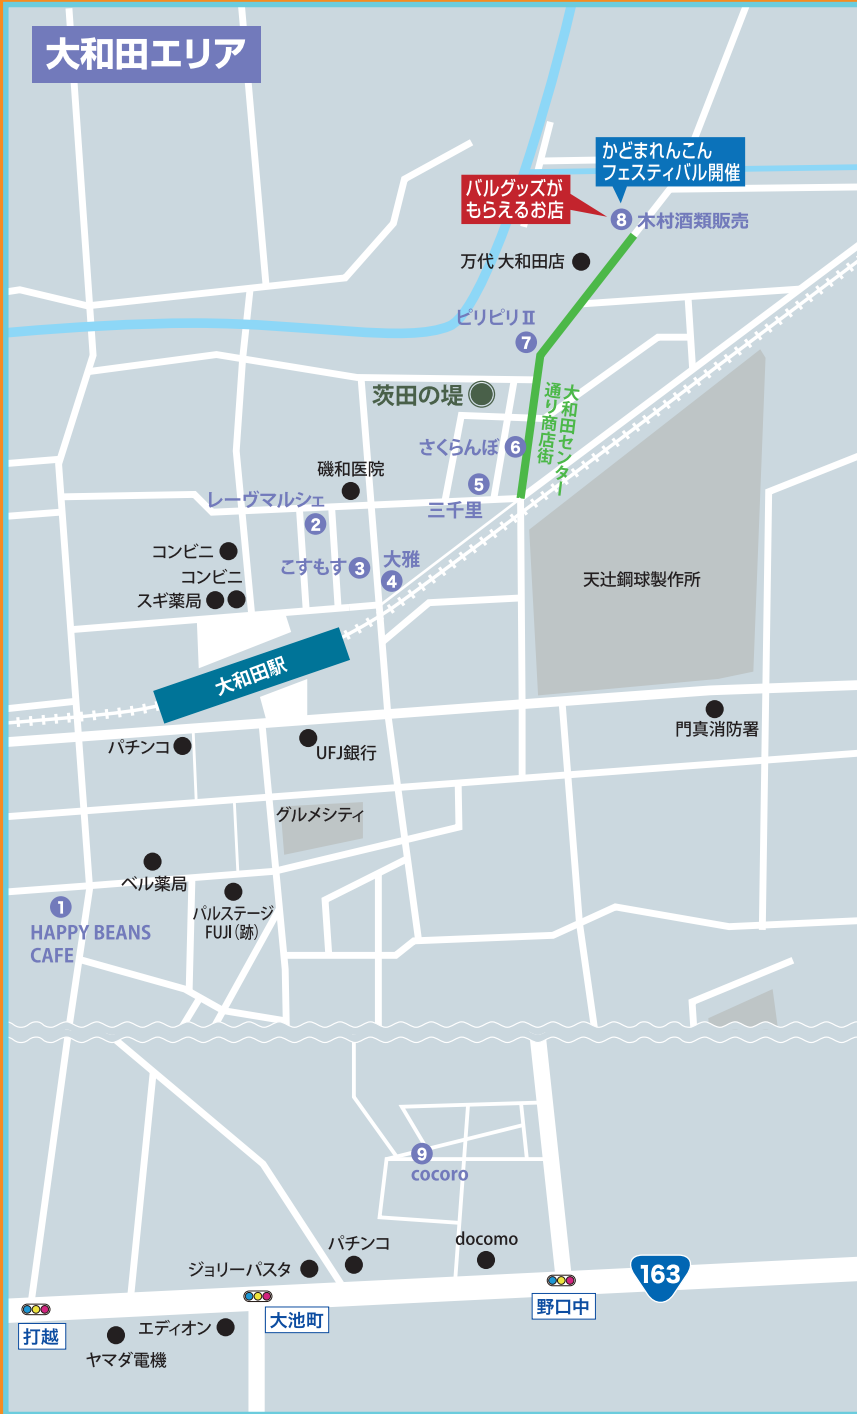 大和田エリア
かどまれんこん
フェスティバル開催
バルグッズが
もらえるお店
8 木村酒類販売
万代 大和田店
ピリピリⅡ
7
茨田の堤
大和田センター
通り商店街
さくらんぼ 6
磯和医院
5
三千里
レーヴマルシェ
2
コンビニ
大雅
こすもす 3
4
コンビニ
スギ薬局
天辻鋼球製作所
大和田駅
門真消防署
パチンコ
UFJ銀行
グルメシティ
ベル薬局
1
HAPPY BEANS
CAFE
パルステージ
FUJI(跡)
9
cocoro
docomo
パチンコ
ジョリーパスタ
163
野口中
大池町
打越
エディオン
ヤマダ電機